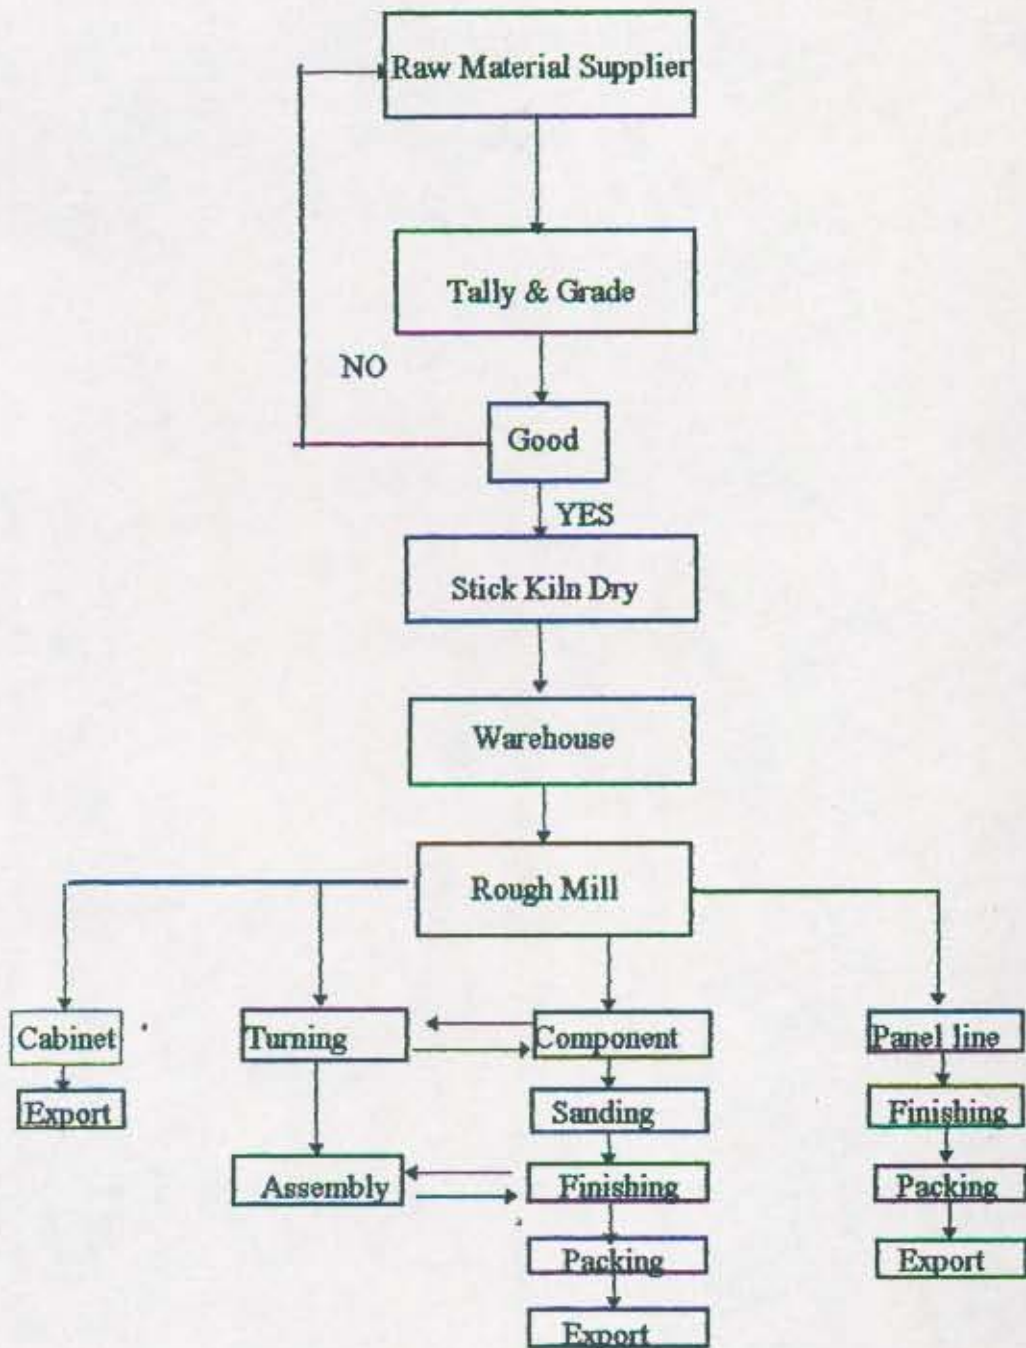 Raw Material Supplier
Tally & Grade
NO
Good
YES
Stick Kiln Dry
Warehouse
Rough Mill
Cabinet
Turning
Component
Panel line
Export
Sanding
Finishing
Assembly
Finishing
Packing
Packing
Export
Export